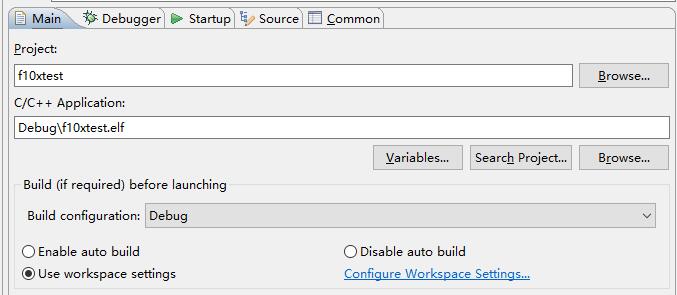 Main Debugger Startup Source Common
Project:
f10xtest Browse...
C/C++ Application:
Debug\f10xtest.elf
Variables... Search Project... Browse...
Build (if required) before launching
Build configuration: Debug
Enable auto build Disable auto build
Use workspace settings Configure Workspace Settings...